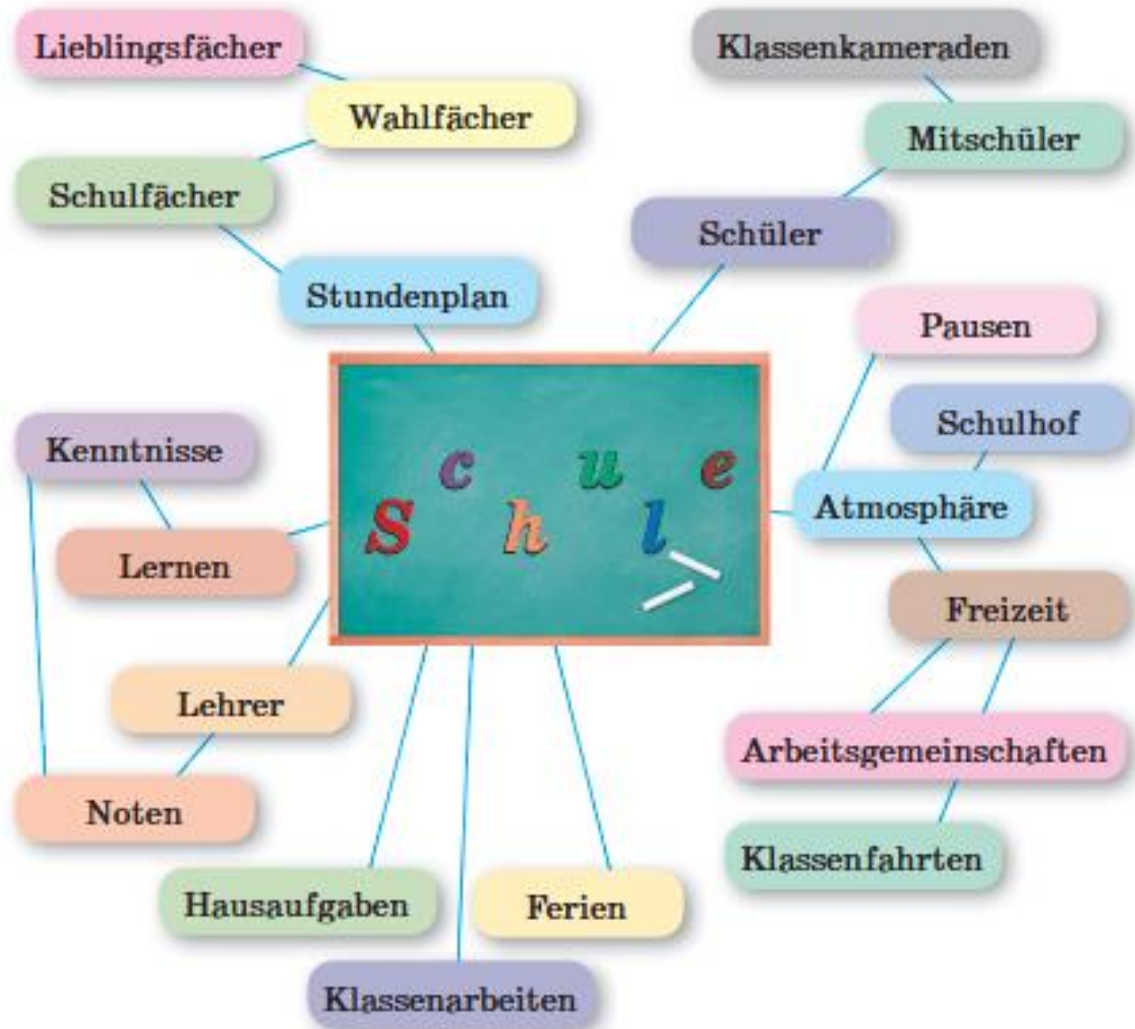 Lieblingsfächer
Klassenkameraden
Wahlfächer
Mitschüler
Schulfächer
Schüler
Stundenplan
Pausen
Schulhof
Kenntnisse
Schule
Atmosphäre
Lernen
Freizeit
Lehrer
Arbeitsgemeinschaften
Noten
Klassenfahrten
Hausaufgaben
Ferien
Klassenarbeiten